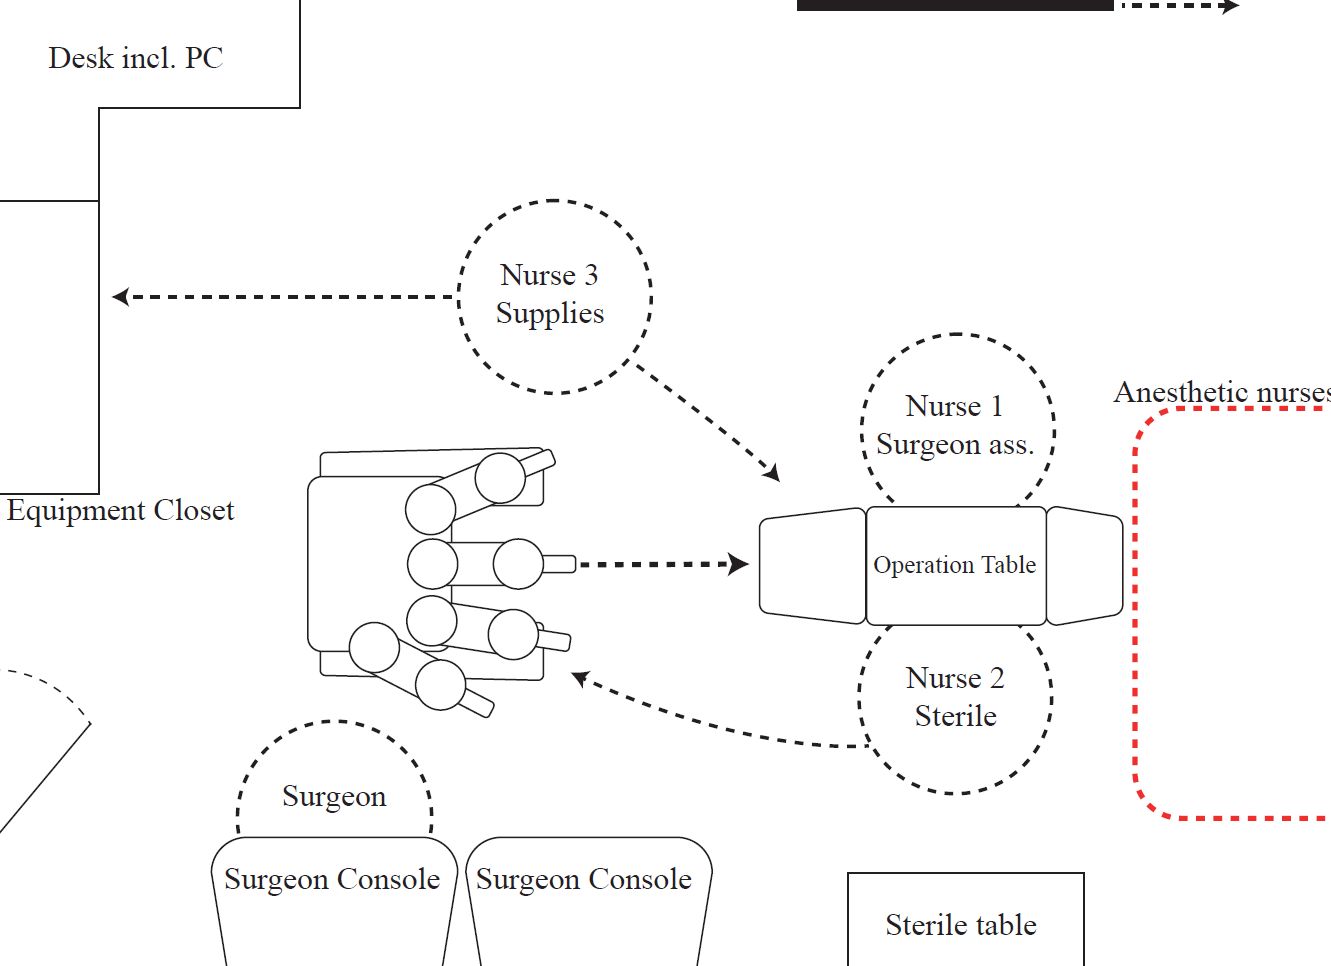 Desk incl. PC
Nurse 3
Supplies
Anesthetic nurses
Nurse 1
Surgeon ass.
Equipment Closet
Operation Table
Nurse 2
Sterile
Surgeon
Surgeon Console
Surgeon Console
Sterile table